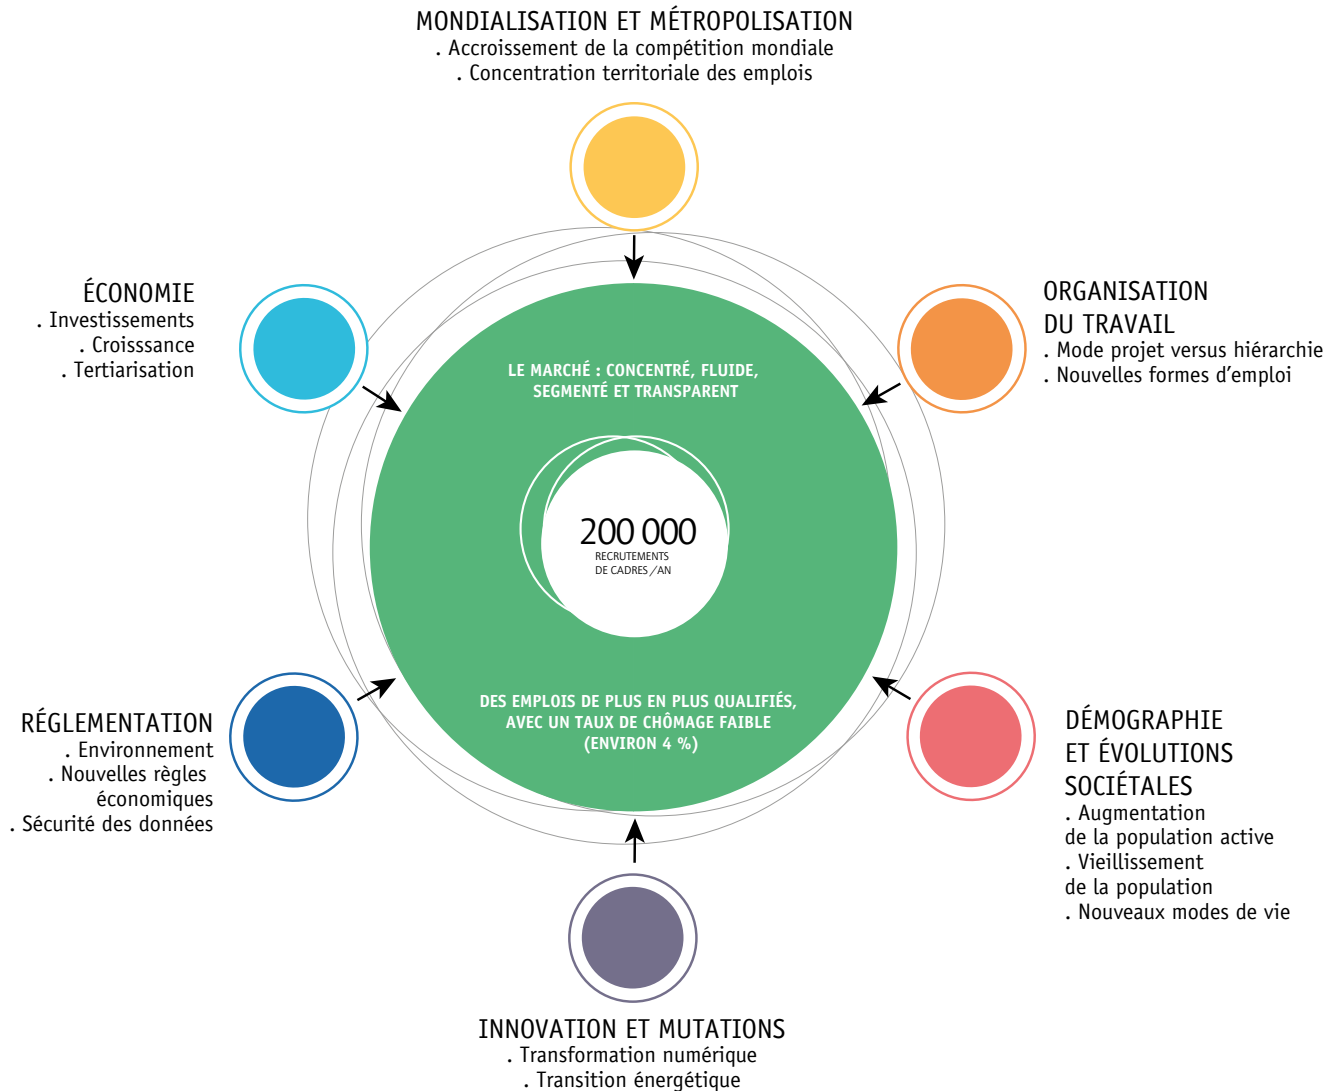 MONDIALISATION ET MÉTROPOLISATION
. Accroissement de la compétition mondiale
. Concentration territoriale des emplois
ÉCONOMIE
. Investissements
. Croisssance
. Tertiarisation
ORGANISATION
DU TRAVAIL
. Mode projet versus hiérarchie
. Nouvelles formes d’emploi
LE MARCHÉ : CONCENTRÉ, FLUIDE,
SEGMENTÉ ET TRANSPARENT
200 000
RECRUTEMENTS
DE CADRES/AN
DES EMPLOIS DE PLUS EN PLUS QUALIFIÉS,
AVEC UN TAUX DE CHÔMAGE FAIBLE
(ENVIRON 4 %)
RÉGLEMENTATION
. Environnement
. Nouvelles règles
économiques
. Sécurité des données
DÉMOGRAPHIE
ET ÉVOLUTIONS
SOCIÉTALES
. Augmentation
de la population active
. Vieillissement
de la population
. Nouveaux modes de vie
INNOVATION ET MUTATIONS
. Transformation numérique
. Transition énergétique